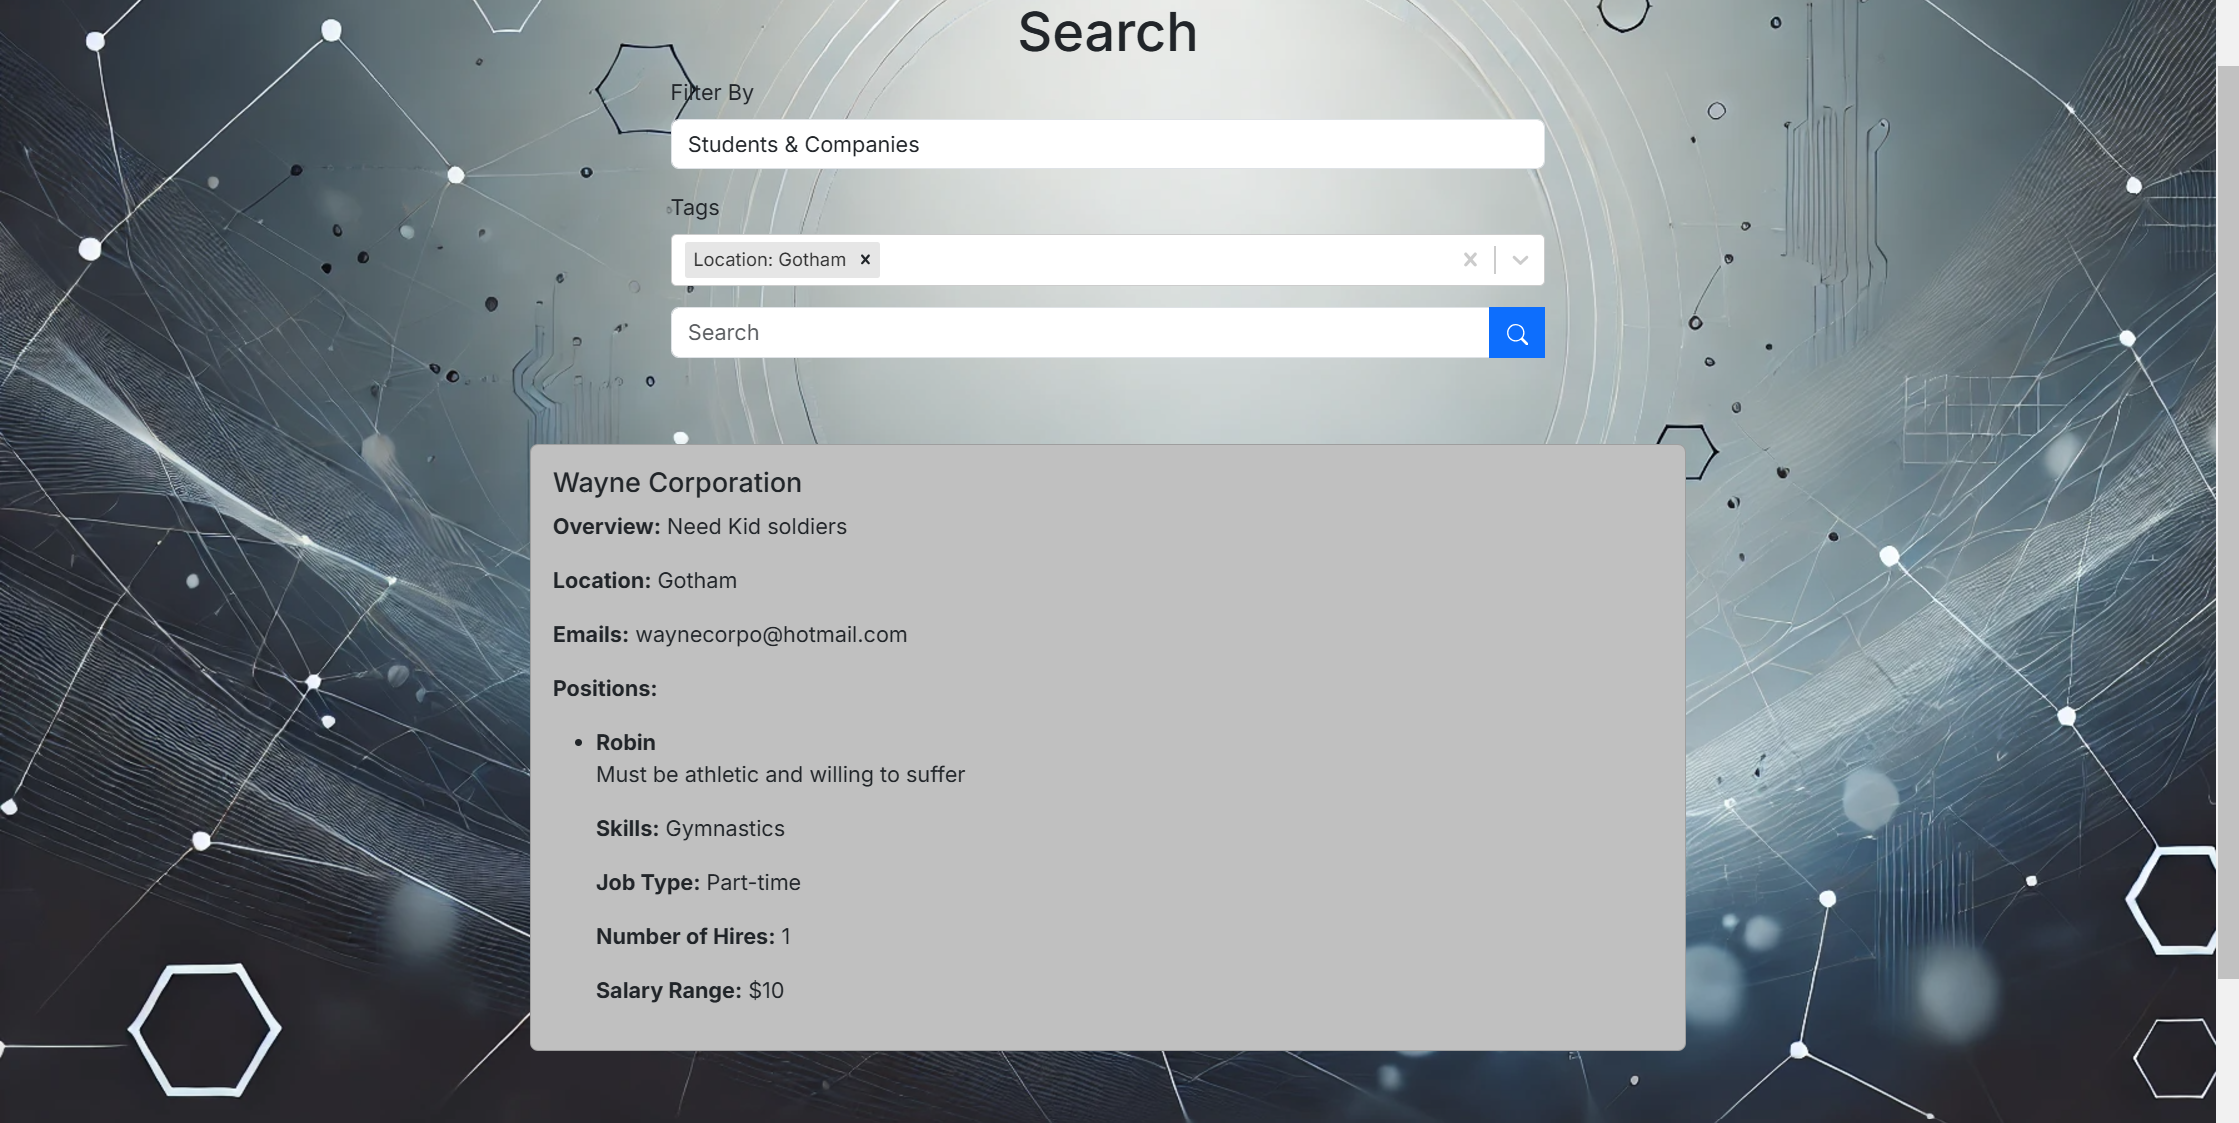 Search
Filter By
Students & Companies
Tags
Location: Gotham
Search
Wayne Corporation
Overview: Need Kid soldiers
Location: Gotham
Emails: waynecorpo@hotmail.com
Positions:
Robin
Must be athletic and willing to suffer
Skills: Gymnastics
Job Type: Part-time
Number of Hires: 1
Salary Range: $10